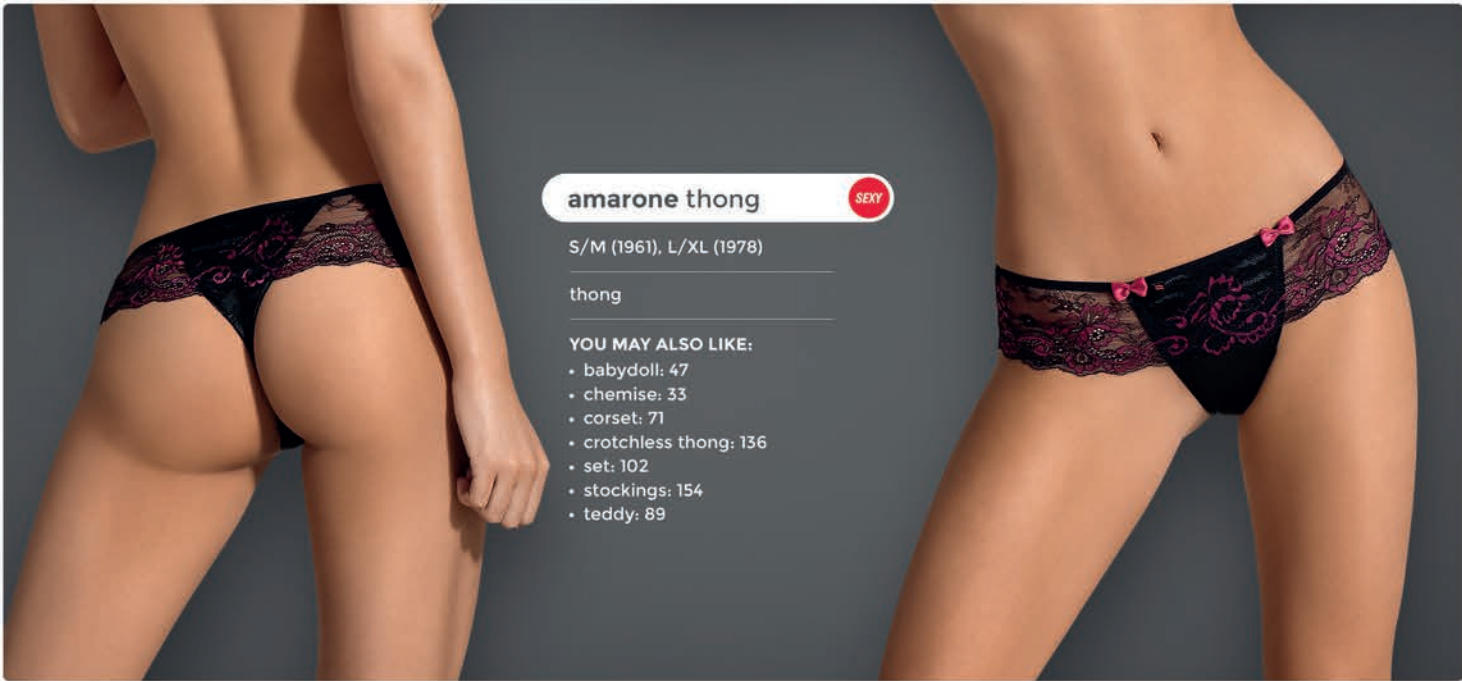 amarone thong
SEXY
S/M (1961), L/XL (1978)
thong
YOU MAY ALSO LIKE:
• babydoll: 47
• chemise: 33
• corset: 71
• crotchless thong: 136
• set: 102
• stockings: 154
• teddy: 89